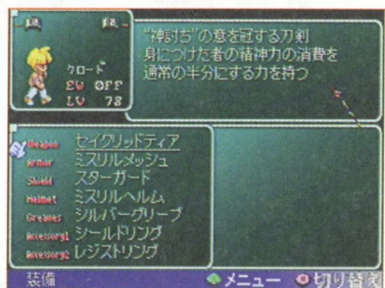 クロード
EW OFF
LV 78
“神討ち”の意を冠する刀剣
身につけた者の精神力の消費を
通常の半分にする力を持つ
Weapon セイクリッドティア
Armor ミスリルメッシュ
Shield スターガード
Helmet ミスリルヘルム
Greaves シルバーグリーブ
Accessory1 シールドリング
Accessory2 レジストリング
装備
メニュー 切り替え